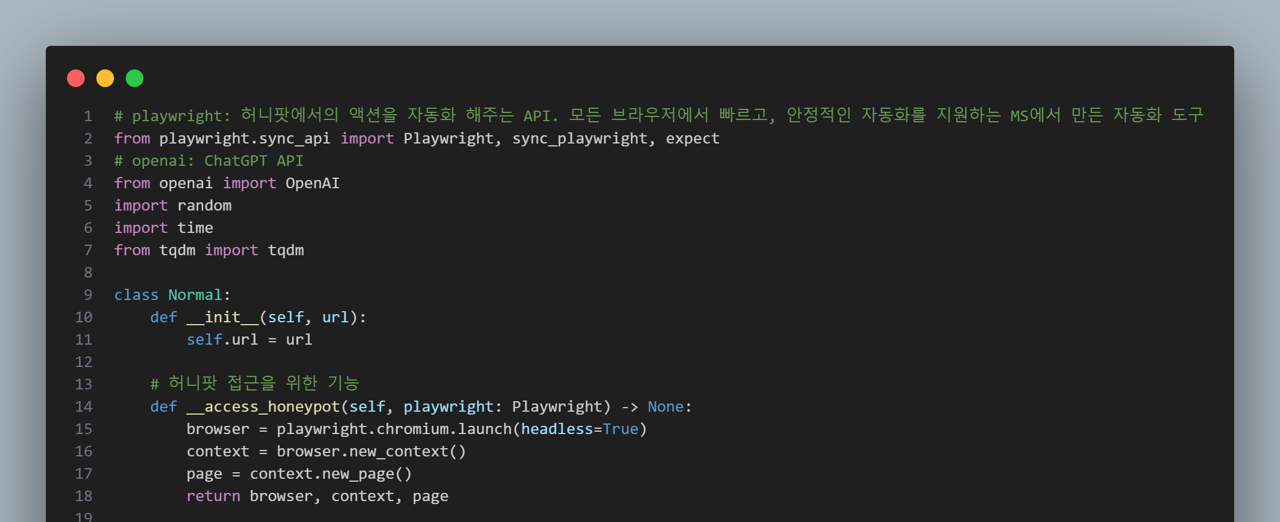 1 # playwright: 허니팟에서의 액션을 자동화 해주는 API. 모든 브라우저에서 빠르고, 안정적인 자동화를 지원하는 MS에서 만든 자동화 도구
2 from playwright.sync_api import Playwright, sync_playwright, expect
3 # openai: ChatGPT API
4 from openai import OpenAI
5 import random
6 import time
7 from tqdm import tqdm
8
9 class Normal:
10     def __init__(self, url):
11         self.url = url
12
13     # 허니팟 접근을 위한 기능
14     def __access_honeypot(self, playwright: Playwright) -> None:
15         browser = playwright.chromium.launch(headless=True)
16         context = browser.new_context()
17         page = context.new_page()
18         return browser, context, page
19